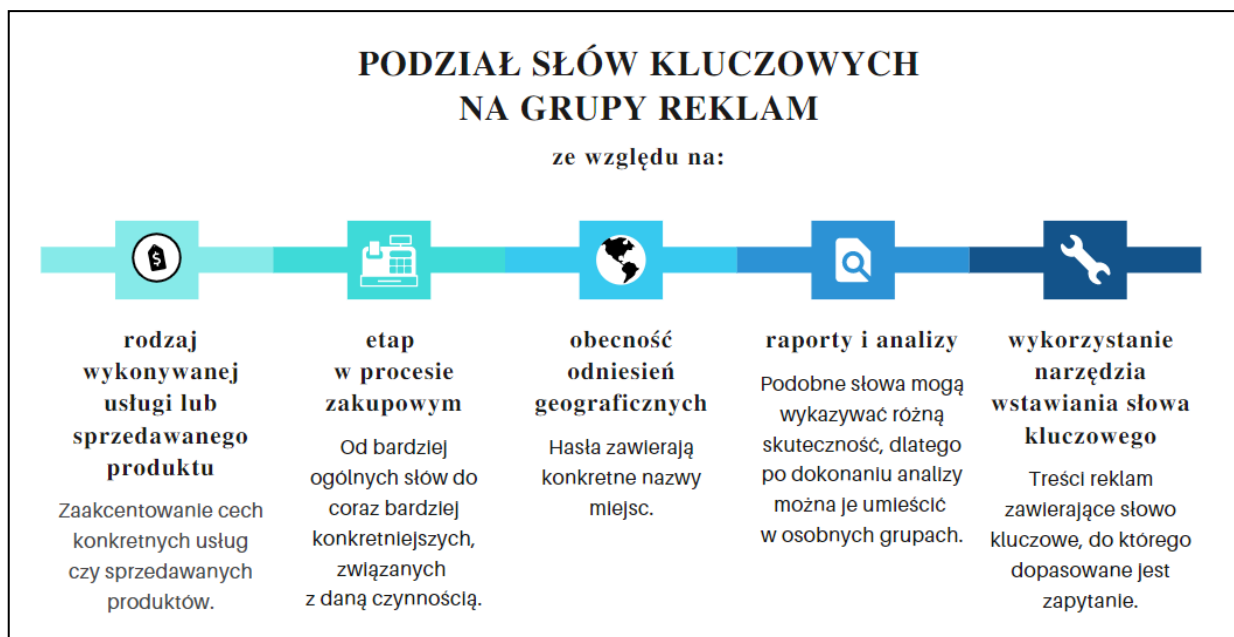 PODZIAŁ SŁÓW KLUCZOWYCH
NA GRUPY REKLAM
ze względu na:
$
rodzaj
wykonywanej
usługi lub
sprzedawanego
produktu
Zaakcentowanie cech
konkretnych usług
czy sprzedawanych
produktów.
etap
w procesie
zakupowym
Od bardziej
ogólnych słów do
coraz bardziej
konkretniejszych,
związanych
z daną czynnością.
obecność
odniesień
geograficznych
Hasła zawierają
konkretne nazwy
miejsc.
raporty i analizy
Podobne słowa mogą
wykazywać różną
skuteczność, dlatego
po dokonaniu analizy
można je umieścić
w osobnych grupach.
wykorzystanie
narzędzia
wstawiania słowa
kluczowego
Treści reklam
zawierające słowo
kluczowe, do którego
dopasowane jest
zapytanie.